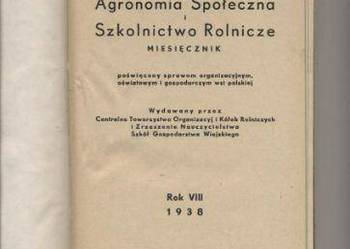 Agronomia Społeczna
i
Szkolnictwo Rolnicze
MIESIĘCZNIK
poświęcony sprawom organizacyjnym,
oświatowym i gospodarczym wsi polskiej
Wydawany przez
Centralne Towarzystwo Organizacyj i Kółek Rolniczych
i Zrzeszenie Nauczycielstwa
Szkół Gospodarstwa Wiejskiego
Rok VIII
1938